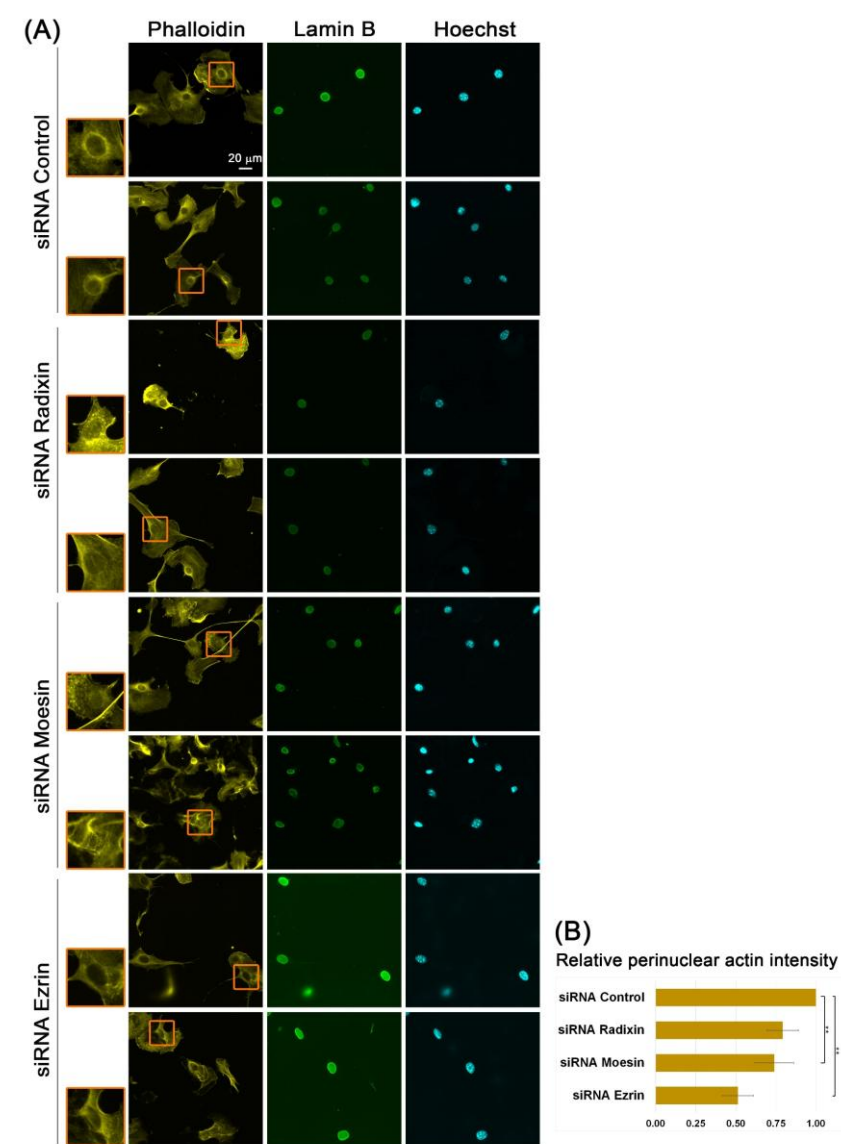 (A)
Phalloidin Lamin B Hoechst
siRNA Control
20 μm
siRNA Radixin
siRNA Moesin
siRNA Ezrin
(B)
Relative perinuclear actin intensity
siRNA Control
siRNA Radixin
siRNA Moesin
siRNA Ezrin
**
**
0.00 0.25 0.50 0.75 1.00